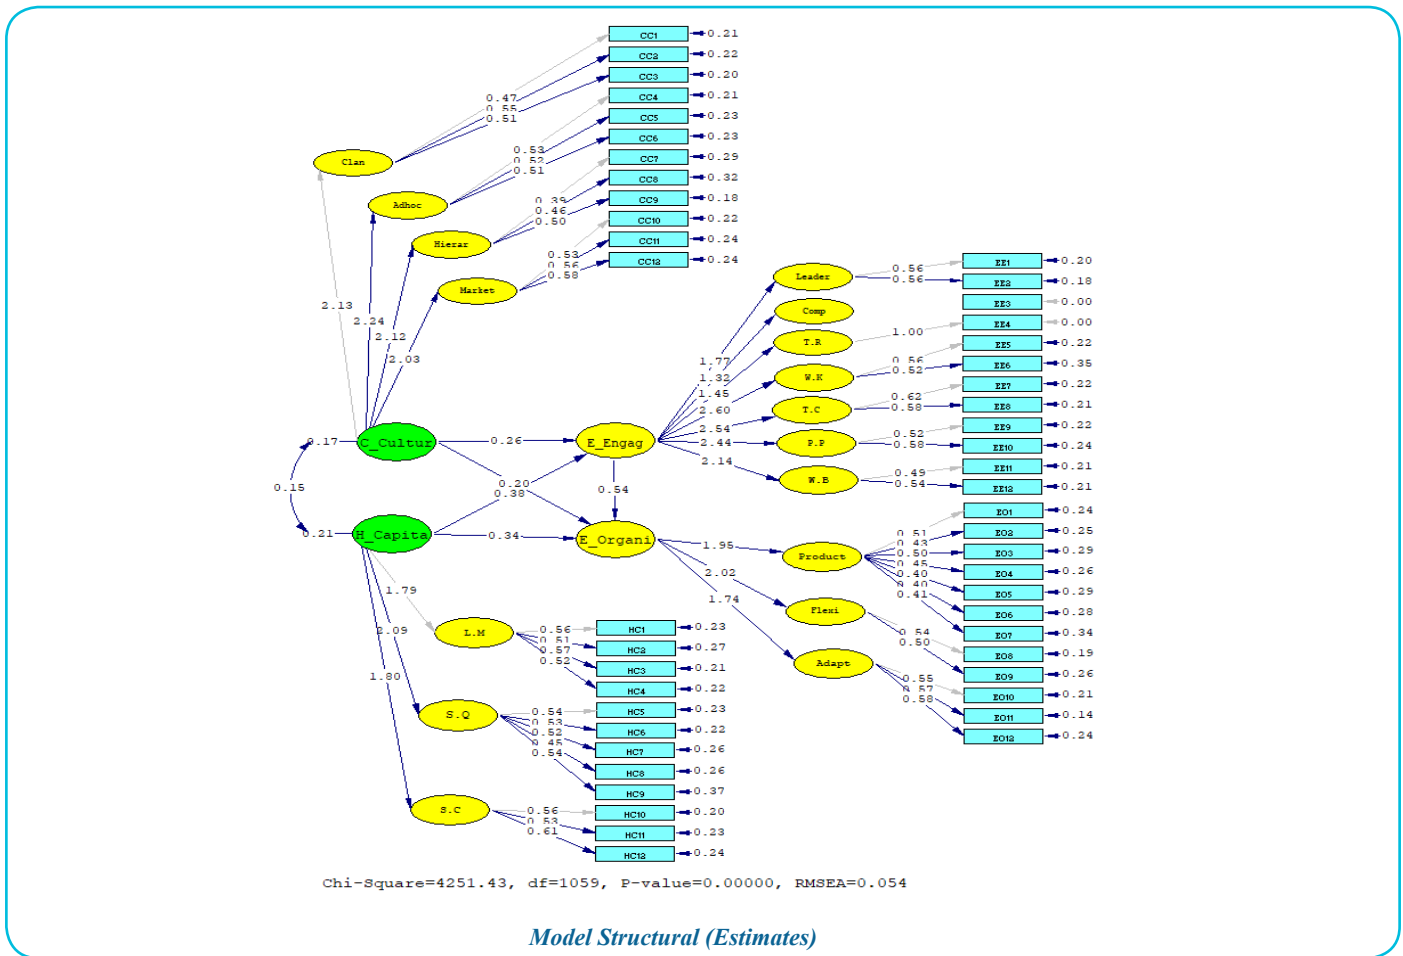 CC1 0.21
CC2 0.22
CC3 0.20
CC4 0.21
CC5 0.23
CC6 0.23
CC7 0.29
CC8 0.32
CC9 0.18
CC10 0.22
CC11 0.24
CC12 0.24
0.47
0.55
0.51
Clan
0.53
0.52
0.51
Adhoc
0.39
0.46
0.50
Hierar
0.53
0.56
0.58
Market
2.13
2.24
2.12
2.03
0.17
C_Cultur
0.15
0.21
H_Capita
0.26
0.20
0.38
0.34
E_Engag
0.54
E_Organi
1.77
1.32
1.45
2.60
2.54
2.44
2.14
Leader
Comp
T.R
W.K
T.C
P.P
W.B
0.56
0.56
1.00
0.56
0.52
0.62
0.58
0.52
0.58
0.49
0.54
EE1 0.20
EE2 0.18
EE3 0.00
EE4 0.00
EE5 0.22
EE6 0.35
EE7 0.22
EE8 0.21
EE9 0.22
EE10 0.24
EE11 0.21
EE12 0.21
1.95
2.02
1.74
Product
Flexi
Adapt
0.51
0.43
0.50
0.45
0.40
0.40
0.41
0.54
0.50
0.55
0.57
0.58
EO1 0.24
EO2 0.25
EO3 0.29
EO4 0.26
EO5 0.29
EO6 0.28
EO7 0.34
EO8 0.19
EO9 0.26
EO10 0.21
EO11 0.14
EO12 0.24
1.79
2.09
1.80
L.M
S.Q
S.C
0.56
0.51
0.57
0.52
0.54
0.53
0.52
0.45
0.54
0.56
0.53
0.61
HC1 0.23
HC2 0.27
HC3 0.21
HC4 0.22
HC5 0.23
HC6 0.22
HC7 0.26
HC8 0.26
HC9 0.37
HC10 0.20
HC11 0.23
HC12 0.24
Chi-Square=4251.43, df=1059, P-value=0.00000, RMSEA=0.054
Model Structural (Estimates)